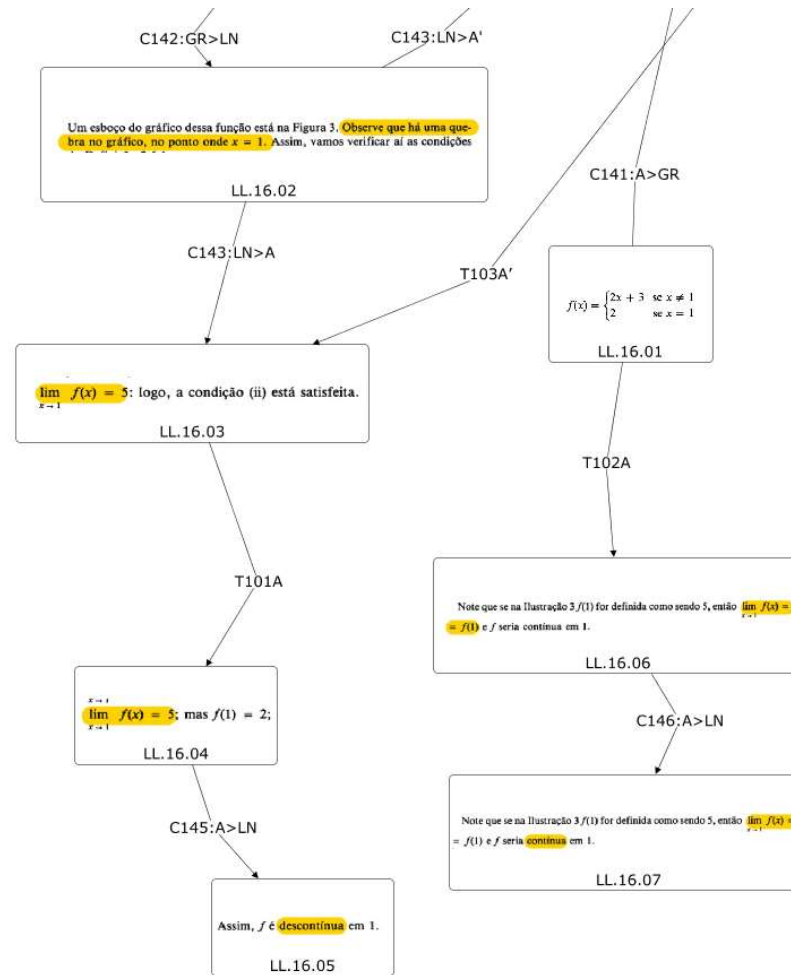 C142:GR>LN
C143:LN>A'
Um esboço do gráfico dessa função está na Figura 3. Observe que há uma que-
bra no gráfico, no ponto onde x = 1. Assim, vamos verificar aí as condições
LL.16.02
C141:A>GR
C143:LN>A
T103A'
f(x) = { 2x + 3 se x ≠ 1
2 se x = 1
LL.16.01
lim f(x) = 5: logo, a condição (ii) está satisfeita.
x→1
LL.16.03
T102A
T101A
Note que se na Ilustração 3 f(1) for definida como sendo 5, então lim f(x) =
= f(1) e f seria contínua em 1.
LL.16.06
x→1
lim f(x) = 5; mas f(1) = 2;
x→1
LL.16.04
C146:A>LN
C145:A>LN
Note que se na Ilustração 3 f(1) for definida como sendo 5, então lim f(x) =
= f(1) e f seria contínua em 1.
LL.16.07
Assim, f é descontínua em 1.
LL.16.05